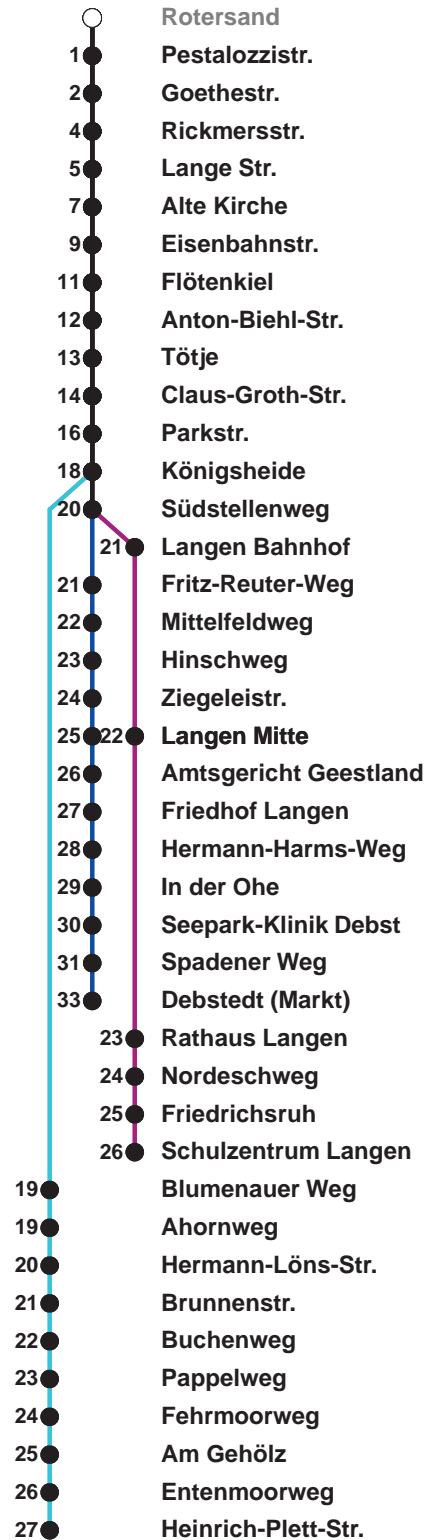 Rotersand
1 Pestalozzistr.
2 Goethestr.
4 Rickmersstr.
5 Lange Str.
7 Alte Kirche
9 Eisenbahnstr.
11 Flötenkiel
12 Anton-Biehl-Str.
13 Tötje
14 Claus-Groth-Str.
16 Parkstr.
18 Königsheide
20 Südstellenweg
21 Langen Bahnhof
21 Fritz-Reuter-Weg
22 Mittelfeldweg
23 Hinschweg
24 Ziegeleistr.
25 22 Langen Mitte
26 Amtsgericht Geestland
27 Friedhof Langen
28 Hermann-Harms-Weg
29 In der Ohe
30 Seepark-Klinik Debst
31 Spadener Weg
33 Debstedt (Markt)
23 Rathaus Langen
24 Nordeschweg
25 Friedrichsruh
26 Schulzentrum Langen
19 Blumenauer Weg
19 Ahornweg
20 Hermann-Löns-Str.
21 Brunnenstr.
22 Buchenweg
23 Pappelweg
24 Fehrmoorweg
25 Am Gehölz
26 Entenmoorweg
27 Heinrich-Plett-Str.